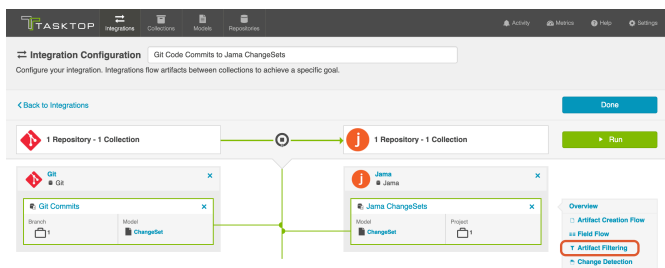 TASKTOP
Integrations
Collections
Models
Repositories
Activity
Metrics
Help
Settings
Integration Configuration
Git Code Commits to Jama ChangeSets
Configure your integration. Integrations flow artifacts between collections to achieve a specific goal.
Back to Integrations
Done
1 Repository - 1 Collection
j
1 Repository - 1 Collection
Run
Git
Git
×
j
Jama
Jama
×
Git Commits
×
Branch
1
Model
ChangeSet
Jama ChangeSets
×
Model
ChangeSet
Project
1
Overview
Artifact Creation Flow
Field Flow
Artifact Filtering
Change Detection